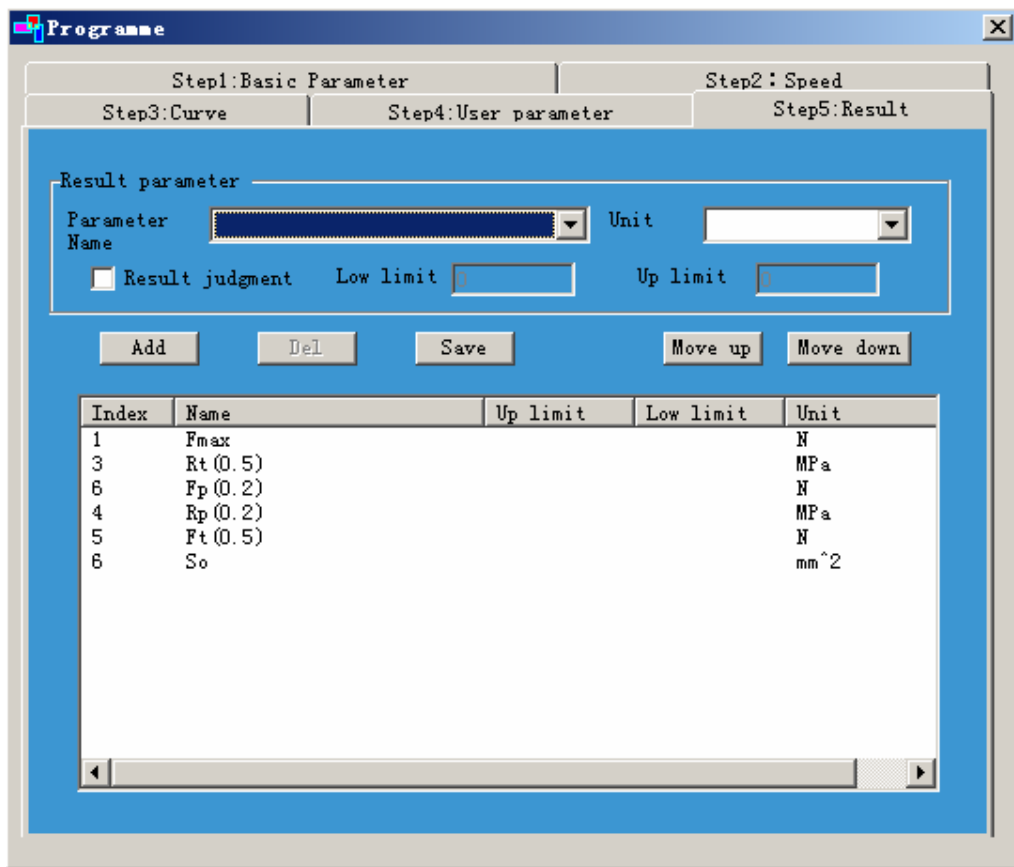 Programme
Step1:Basic Parameter Step2:Speed
Step3:Curve Step4:User parameter Step5:Result
Result parameter
Parameter Name Unit
Result judgment Low limit 0 Up limit 0
Add Del Save Move up Move down
Index Name Up limit Low limit Unit
1 Fmax N
3 Rt(0.5) MPa
6 Fp(0.2) N
4 Rp(0.2) MPa
5 Ft(0.5) N
6 So mm^2